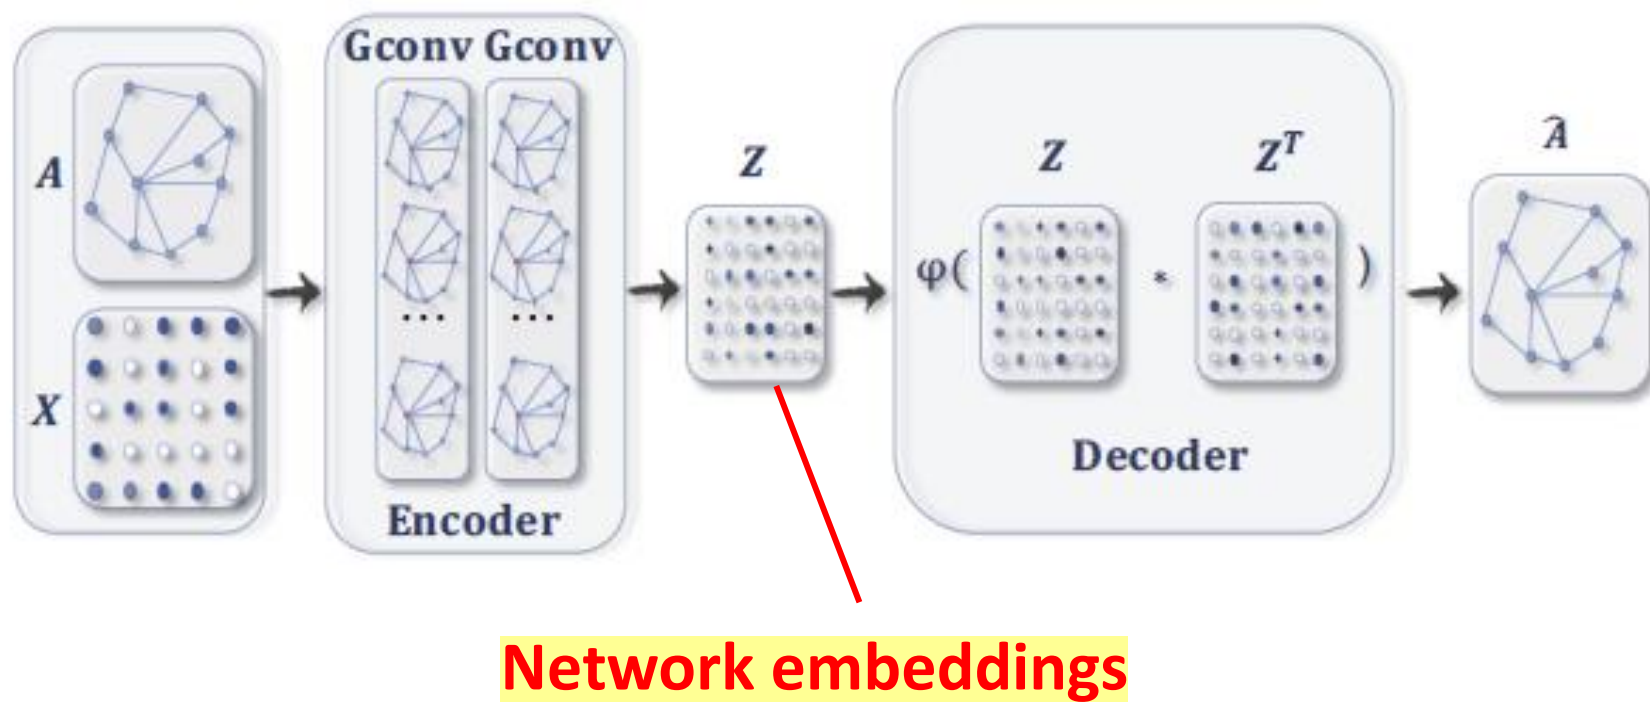 Gconv Gconv
A
X
...
...
Encoder
Z
φ(
Z
*
Z^T
)
Decoder
Â
Network embeddings